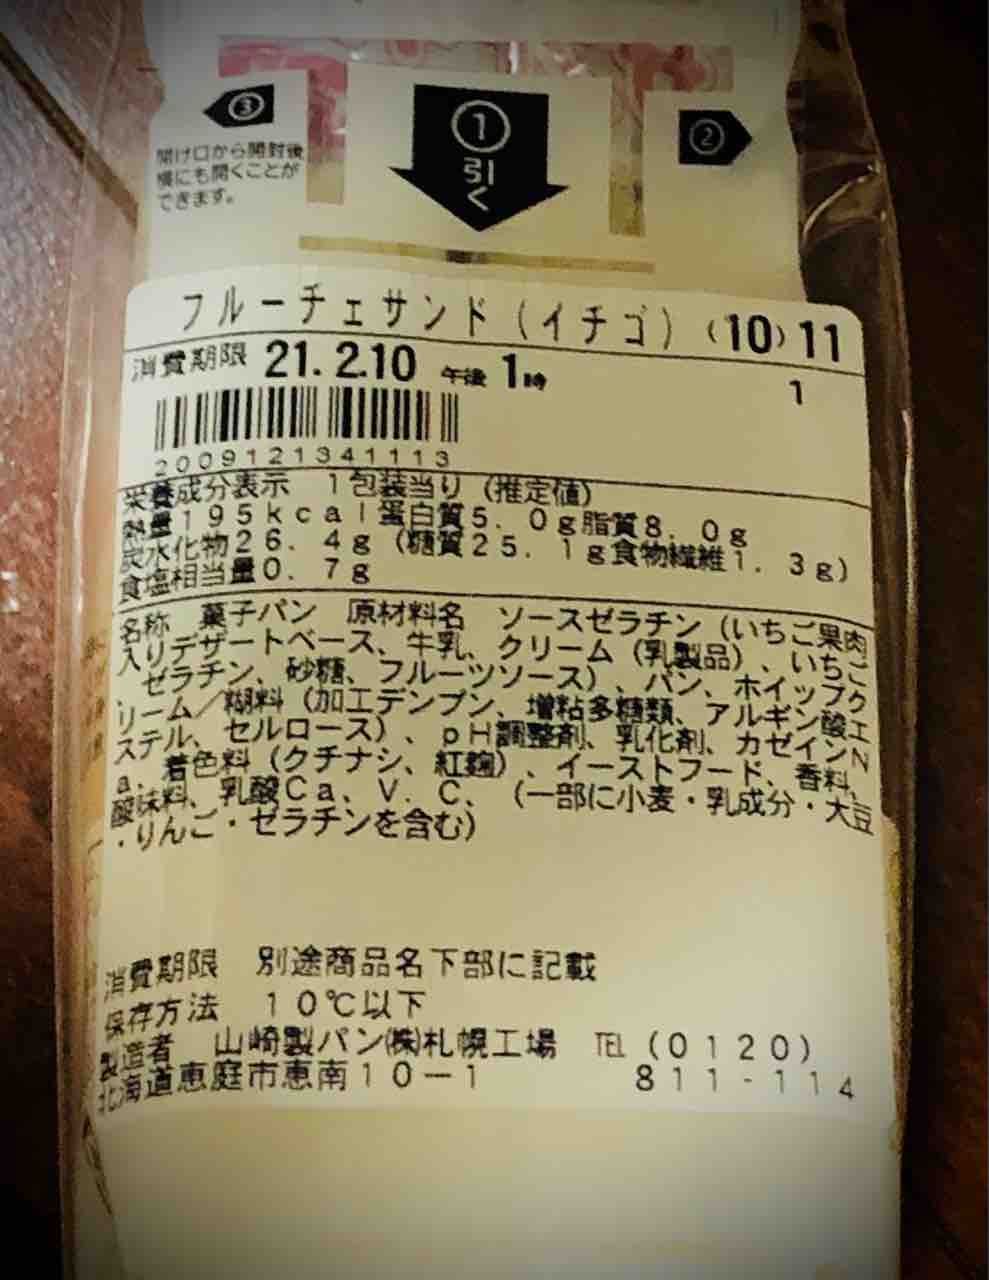 ③
開け口から開封後
横にも開くことが
できます。
①
引く
②
フルーチェサンド（イチゴ）（10）11
消費期限 21.2.10 午後 1時
1
2009121341113
栄養成分表示 1包装当り（推定値）
熱量195kcal蛋白質5.0g脂質8.0g
炭水化物26.4g（糖質25.1g食物繊維1.3g）
食塩相当量0.7g
名称 菓子パン 原材料名 ソースゼラチン（いちご果肉
入りデザートベース、牛乳、クリーム（乳製品）、いちご
、ゼラチン、砂糖、フルーツソース）、パン、ホイップク
リーム／糊料（加工デンプン、増粘多糖類、アルギン酸エ
ステル、セルロース）、pH調整剤、乳化剤、カゼインN
a、着色料（クチナシ、紅麹）、イーストフード、香料、
酸味料、乳酸Ca、V.C、（一部に小麦・乳成分・大豆
・りんご・ゼラチンを含む）
消費期限 別途商品名下部に記載
保存方法 10℃以下
製造者 山崎製パン㈱札幌工場 TEL（0120）
北海道恵庭市恵南10－1 811-114